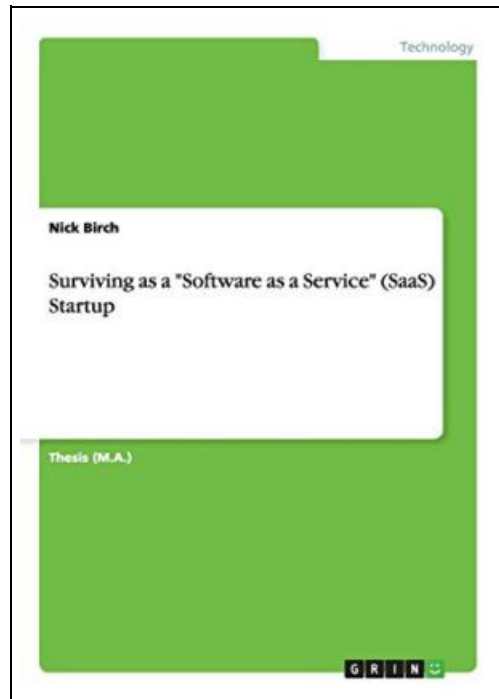 Technology
Nick Birch
Surviving as a "Software as a Service" (SaaS)
Startup
Thesis (M.A.)
GRIN